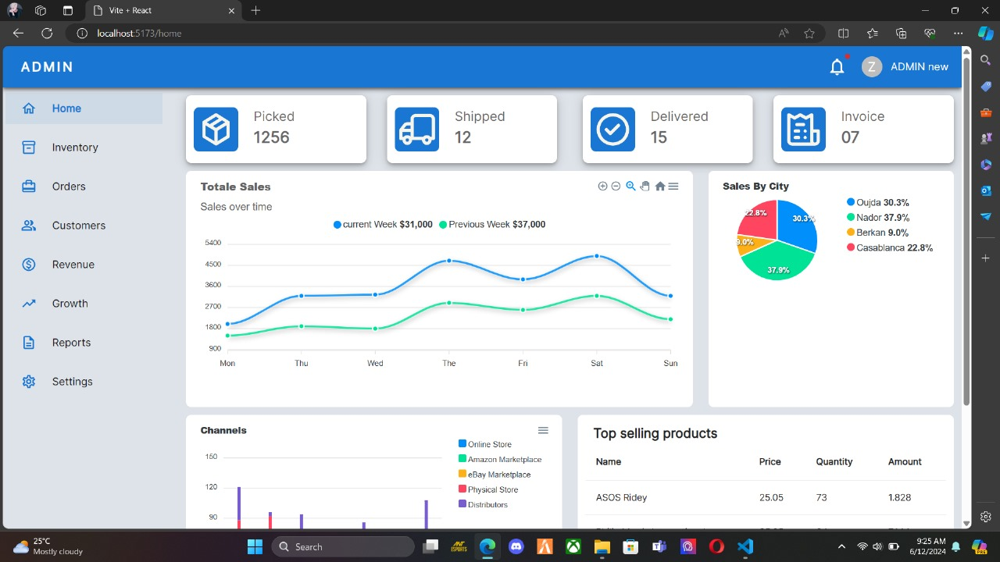 Vite + React
localhost:5173/home
ADMIN
Z
ADMIN new
Home
Inventory
Orders
Customers
Revenue
Growth
Reports
Settings
Picked
1256
Shipped
12
Delivered
15
Invoice
07
Totale Sales
Sales over time
current Week $31,000 Previous Week $37,000
5400
4500
3600
2700
1800
900
Mon Thu Wed The Fri Sat Sun
Sales By City
22.8%
30.3%
9.0%
37.9%
Oujda 30.3%
Nador 37.9%
Berkan 9.0%
Casablanca 22.8%
Channels
150
120
90
Online Store
Amazon Marketplace
eBay Marketplace
Physical Store
Distributors
Top selling products
Name Price Quantity Amount
ASOS Ridey 25.05 73 1.828
25°C
Mostly cloudy
Search
ANT
ESPORTS
9:25 AM
6/12/2024
PRE